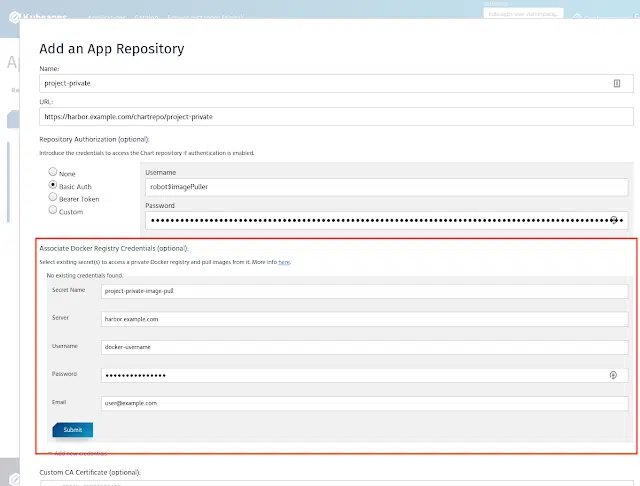 Kubeapps
Add an App Repository
Name:
project-private
URL:
https://harbor.example.com/chartrepo/project-private
Repository Authorization (optional):
Introduce the credentials to access the Chart repository if authentication is enabled.
None
Basic Auth
Bearer Token
Custom
Username
robot$imagePuller
Password
Associate Docker Registry Credentials (optional):
Select existing secret(s) to access a private Docker registry and pull images from it. More info here.
No existing credentials found.
Secret Name
project-private-image-pull
Server
harbor.example.com
Username
docker-username
Password
Email
user@example.com
Submit
Add new credentials
Custom CA Certificate (optional):